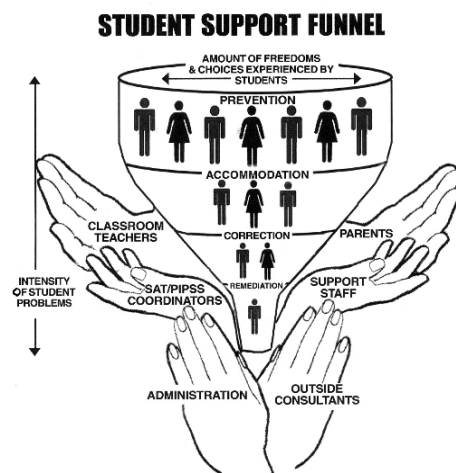 STUDENT SUPPORT FUNNEL
AMOUNT OF FREEDOMS
& CHOICES EXPERIENCED BY
STUDENTS
PREVENTION
ACCOMMODATION
CLASSROOM
TEACHERS
CORRECTION
PARENTS
INTENSITY
OF STUDENT
PROBLEMS
SAT/PIPSS
COORDINATORS
REMEDIATION
SUPPORT
STAFF
ADMINISTRATION
OUTSIDE
CONSULTANTS